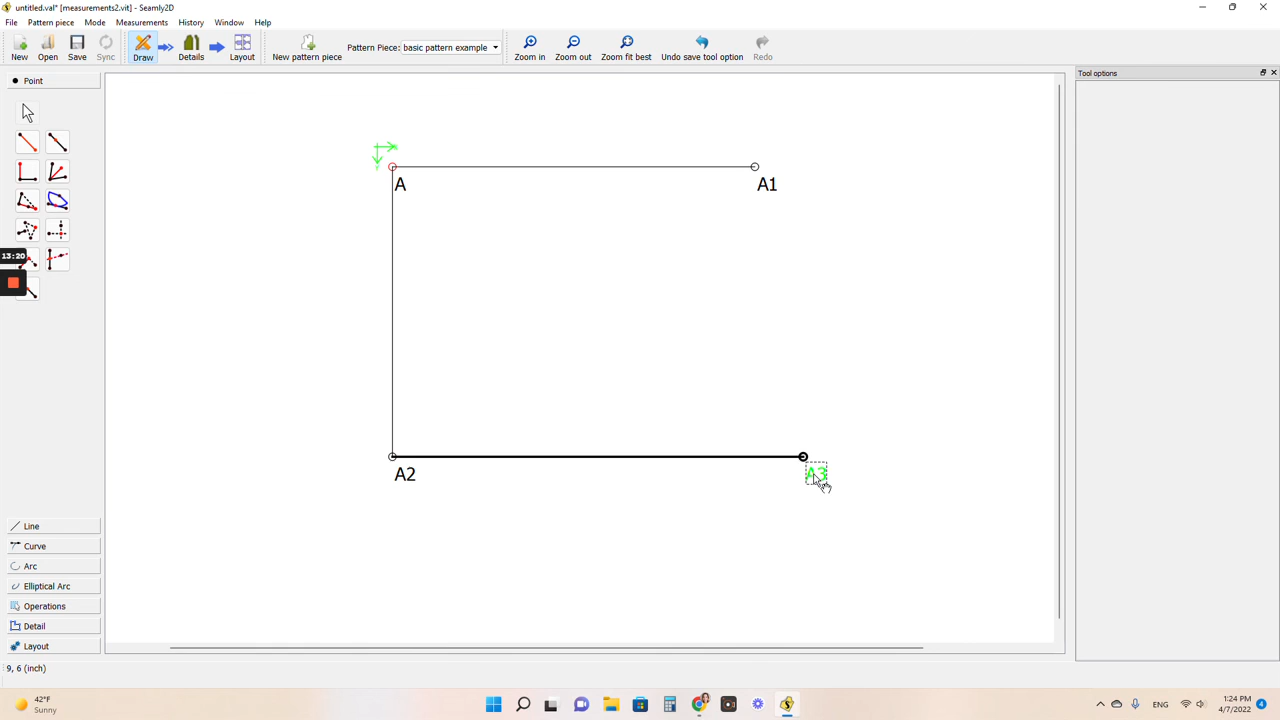 untitled.val* [measurements2.vit] - Seamly2D
File Pattern piece Mode Measurements History Window Help
New Open Save Sync Draw Details Layout New pattern piece Pattern Piece: basic pattern example Zoom in Zoom out Zoom fit best Undo save tool option Redo
Point
Tool options
A
A1
13:20
A2
A3
Line
Curve
Arc
Elliptical Arc
Operations
Detail
Layout
9, 6 (inch)
42°F
Sunny
ENG
1:24 PM
4/7/2022
4